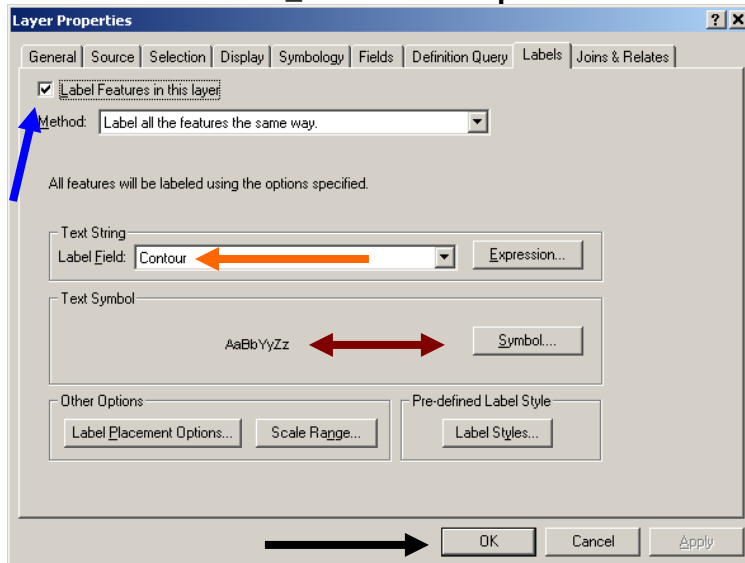 Layer Properties ? X
General Source Selection Display Symbology Fields Definition Query Labels Joins & Relates
Label Features in this layer
Method: Label all the features the same way.
All features will be labeled using the options specified.
Text String
Label Field: Contour Expression...
Text Symbol
AaBbYyZz Symbol....
Other Options Pre-defined Label Style
Label Placement Options... Scale Range... Label Styles...
OK Cancel Apply